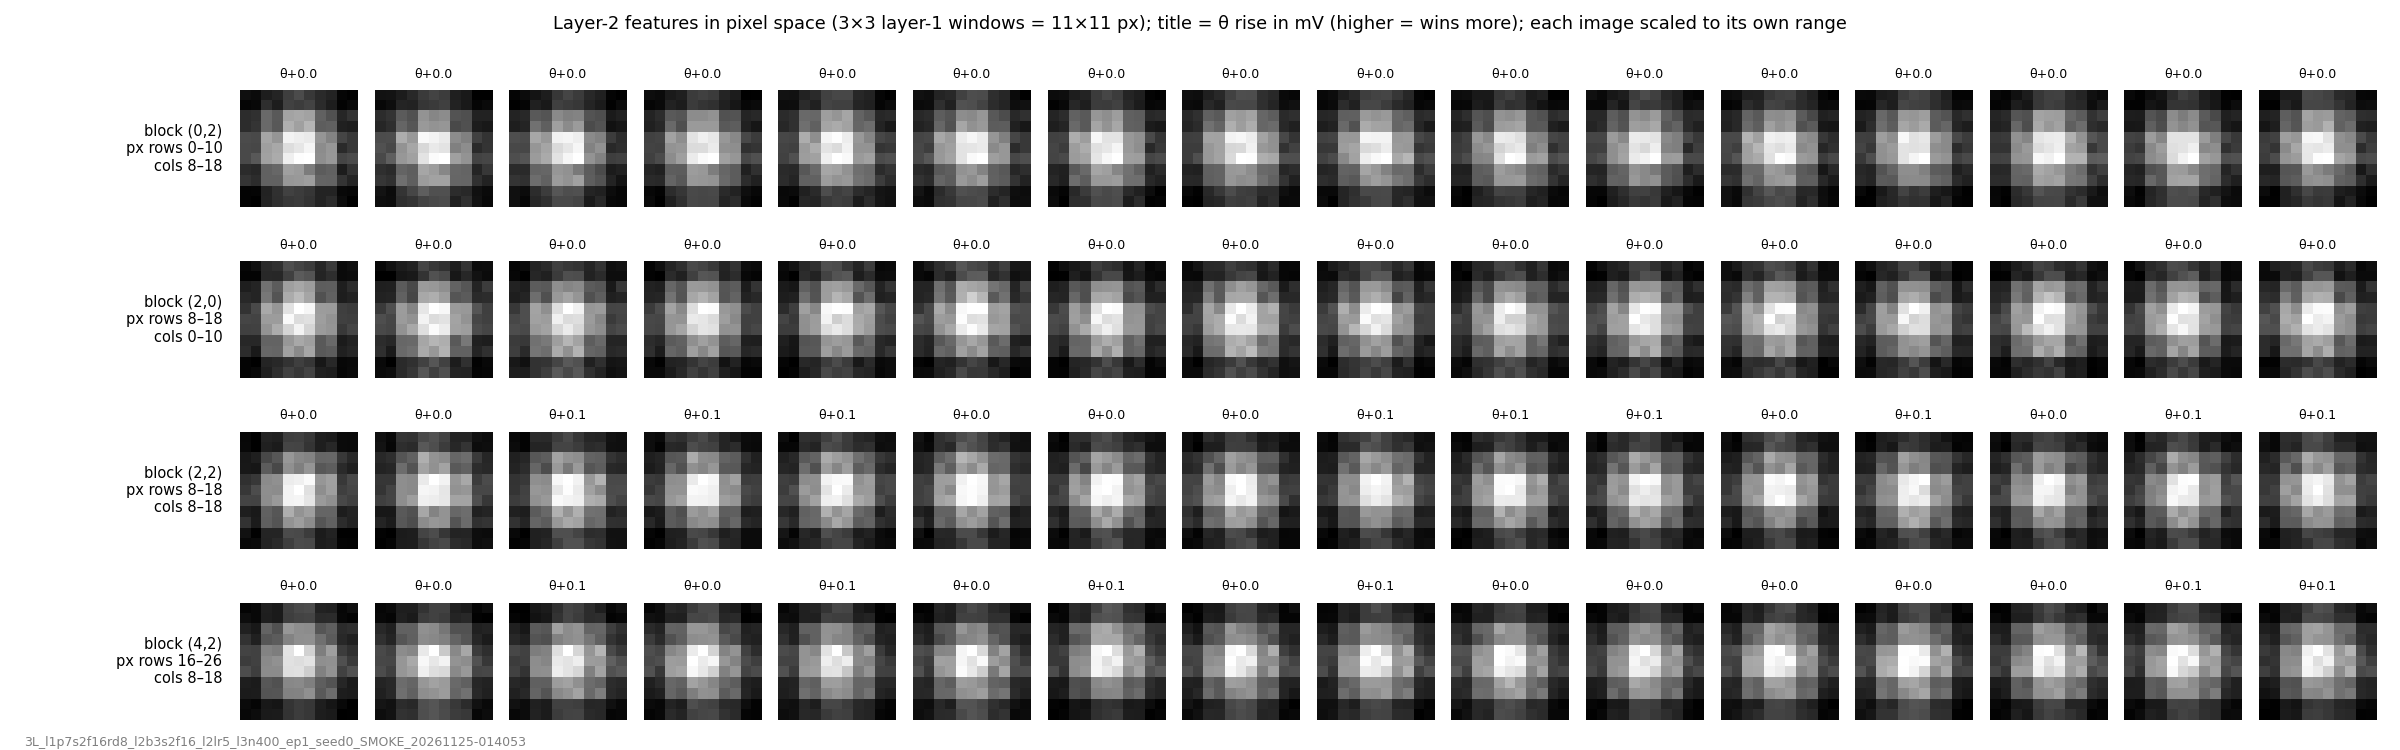 Layer-2 features in pixel space (3×3 layer-1 windows = 11×11 px); title = θ rise in mV (higher = wins more); each image scaled to its own range
θ+0.0 θ+0.0 θ+0.0 θ+0.0 θ+0.0 θ+0.0 θ+0.0 θ+0.0 θ+0.0 θ+0.0 θ+0.0 θ+0.0 θ+0.0 θ+0.0 θ+0.0 θ+0.0
block (0,2)
px rows 0–10
cols 8–18
θ+0.0 θ+0.0 θ+0.0 θ+0.0 θ+0.0 θ+0.0 θ+0.0 θ+0.0 θ+0.0 θ+0.0 θ+0.0 θ+0.0 θ+0.0 θ+0.0 θ+0.0 θ+0.0
block (2,0)
px rows 8–18
cols 0–10
θ+0.0 θ+0.0 θ+0.1 θ+0.1 θ+0.1 θ+0.0 θ+0.0 θ+0.0 θ+0.1 θ+0.1 θ+0.1 θ+0.0 θ+0.1 θ+0.0 θ+0.1 θ+0.1
block (2,2)
px rows 8–18
cols 8–18
θ+0.0 θ+0.0 θ+0.1 θ+0.0 θ+0.1 θ+0.0 θ+0.1 θ+0.0 θ+0.1 θ+0.0 θ+0.0 θ+0.0 θ+0.0 θ+0.0 θ+0.1 θ+0.1
block (4,2)
px rows 16–26
cols 8–18
3L_l1p7s2f16rd8_l2b3s2f16_l2lr5_l3n400_ep1_seed0_SMOKE_20261125-014053